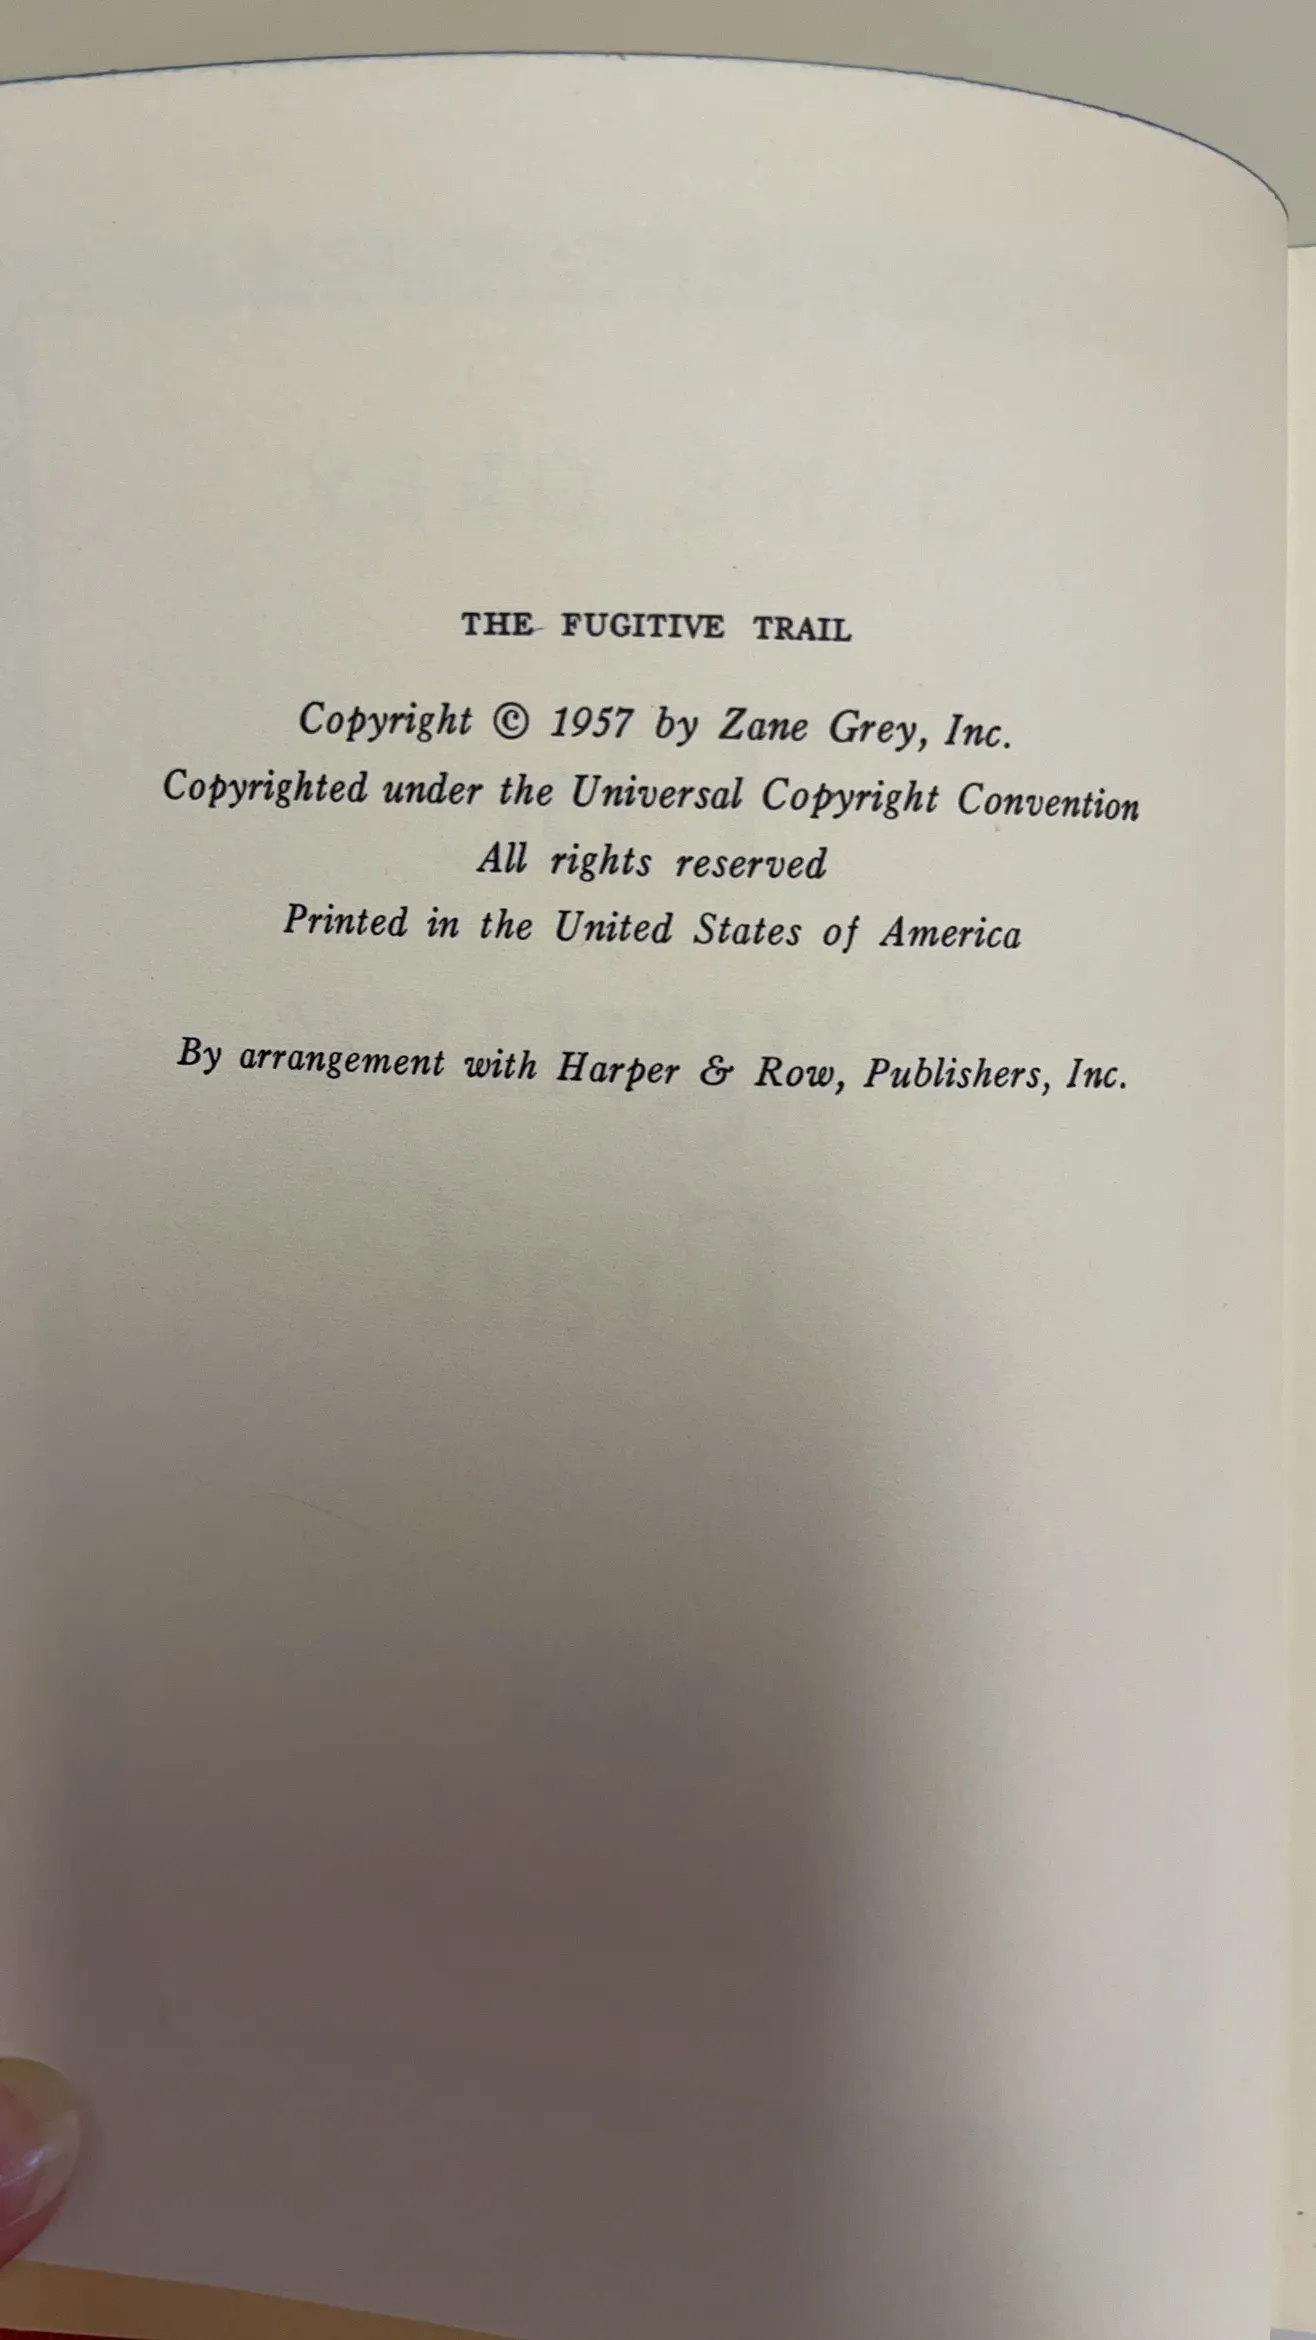 THE FUGITIVE TRAIL
Copyright © 1957 by Zane Grey, Inc.
Copyrighted under the Universal Copyright Convention
All rights reserved
Printed in the United States of America
By arrangement with Harper & Row, Publishers, Inc.